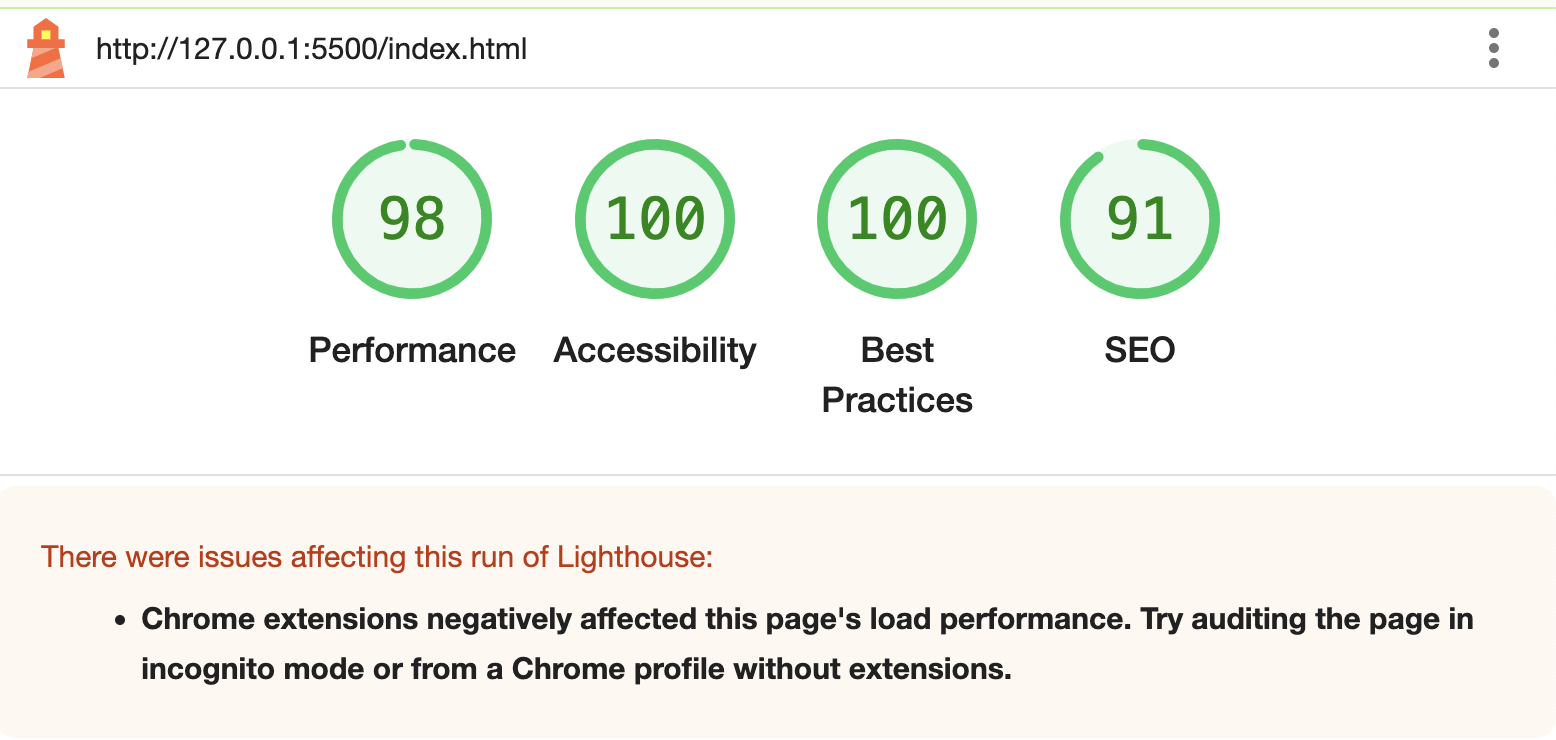 http://127.0.0.1:5500/index.html
98
100
100
91
Performance
Accessibility
Best
Practices
SEO
There were issues affecting this run of Lighthouse:
• Chrome extensions negatively affected this page's load performance. Try auditing the page in
incognito mode or from a Chrome profile without extensions.